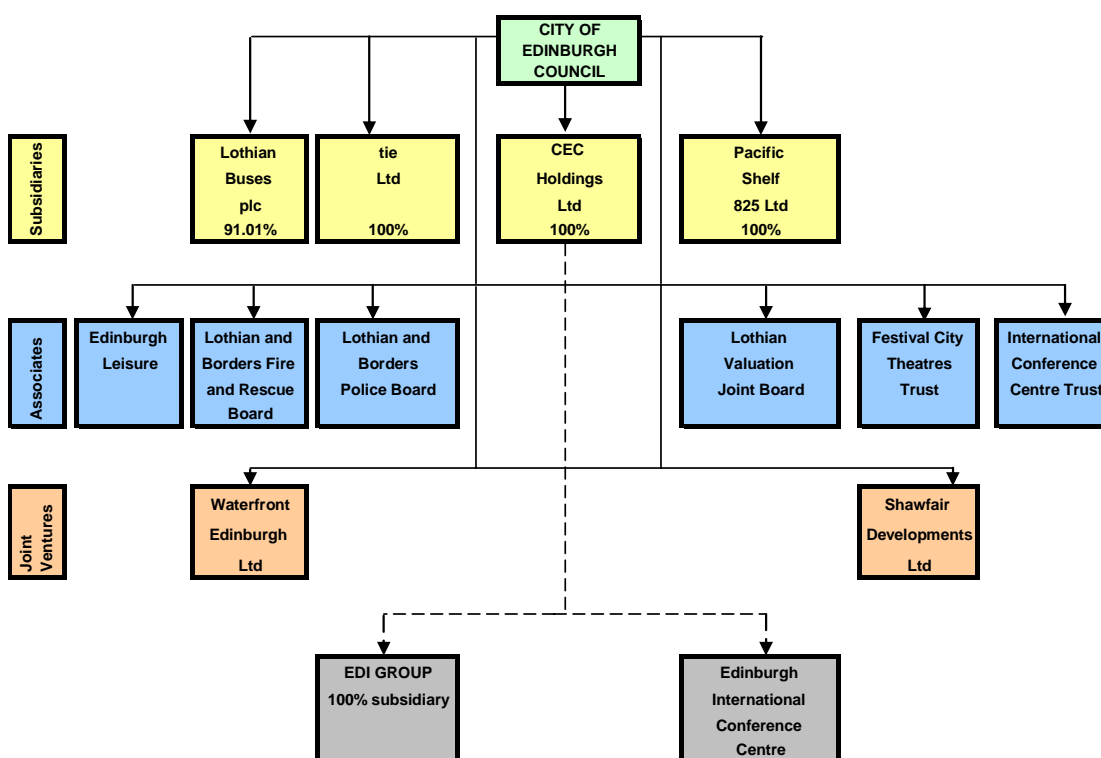 CITY OF
EDINBURGH
COUNCIL
Subsidiaries
Lothian
Buses
plc
91.01%
tie
Ltd
100%
CEC
Holdings
Ltd
100%
Pacific
Shelf
825 Ltd
100%
Associates
Edinburgh
Leisure
Lothian and
Borders Fire
and Rescue
Board
Lothian and
Borders
Police Board
Lothian
Valuation
Joint Board
Festival City
Theatres
Trust
International
Conference
Centre Trust
Joint
Ventures
Waterfront
Edinburgh
Ltd
Shawfair
Developments
Ltd
EDI GROUP
100% subsidiary
Edinburgh
International
Conference
Centre